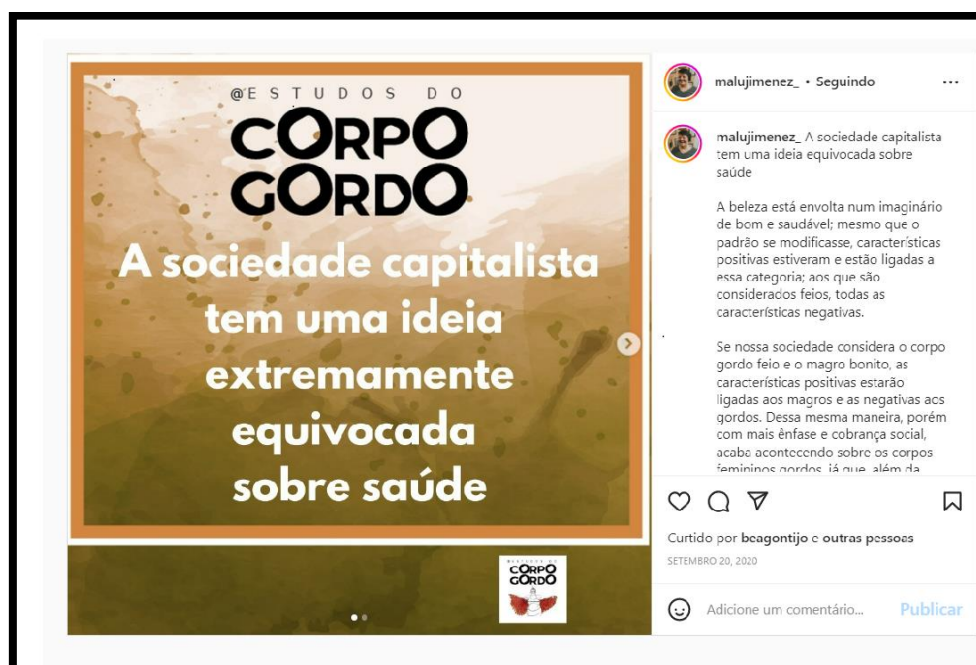 @ESTUDOS DO
CORPO
GORDO
A sociedade capitalista
tem uma ideia
extremamente
equivocada
sobre saúde
CORPO
GORDO
malujimenez_ • Seguindo
malujimenez_ A sociedade capitalista
tem uma ideia equivocada sobre
saúde
A beleza está envolta num imaginário
de bom e saudável; mesmo que o
padrão se modificasse, características
positivas estiveram e estão ligadas a
essa categoria; aos que são
considerados feios, todas as
características negativas.
Se nossa sociedade considera o corpo
gordo feio e o magro bonito, as
características positivas estarão
ligadas aos magros e as negativas aos
gordos. Dessa mesma maneira, porém
com mais ênfase e cobrança social,
acaba acontecendo sobre os corpos
femininos gordos, já que, além da
Curtido por beagontijo e outras pessoas
SETEMBRO 20, 2020
Adicione um comentário... Publicar